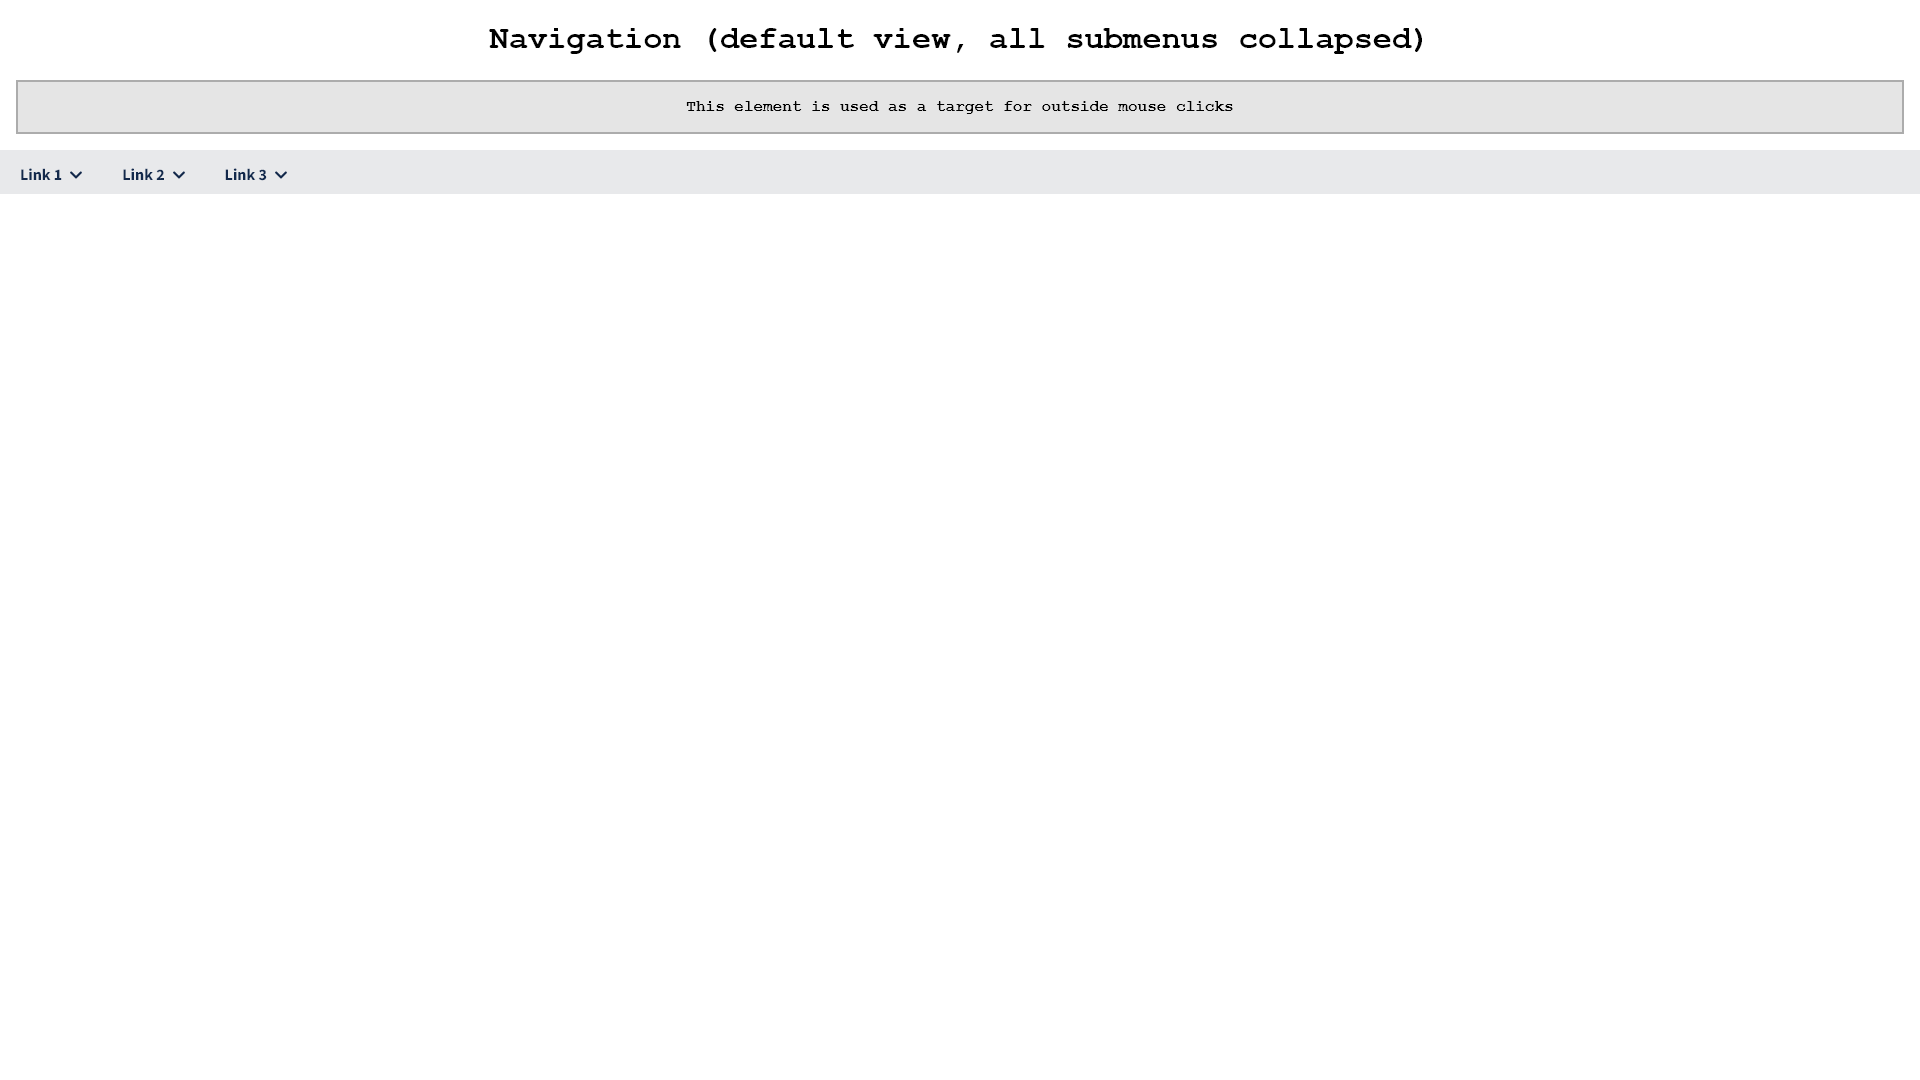 Navigation (default view, all submenus collapsed)
This element is used as a target for outside mouse clicks
Link 1 Link 2 Link 3